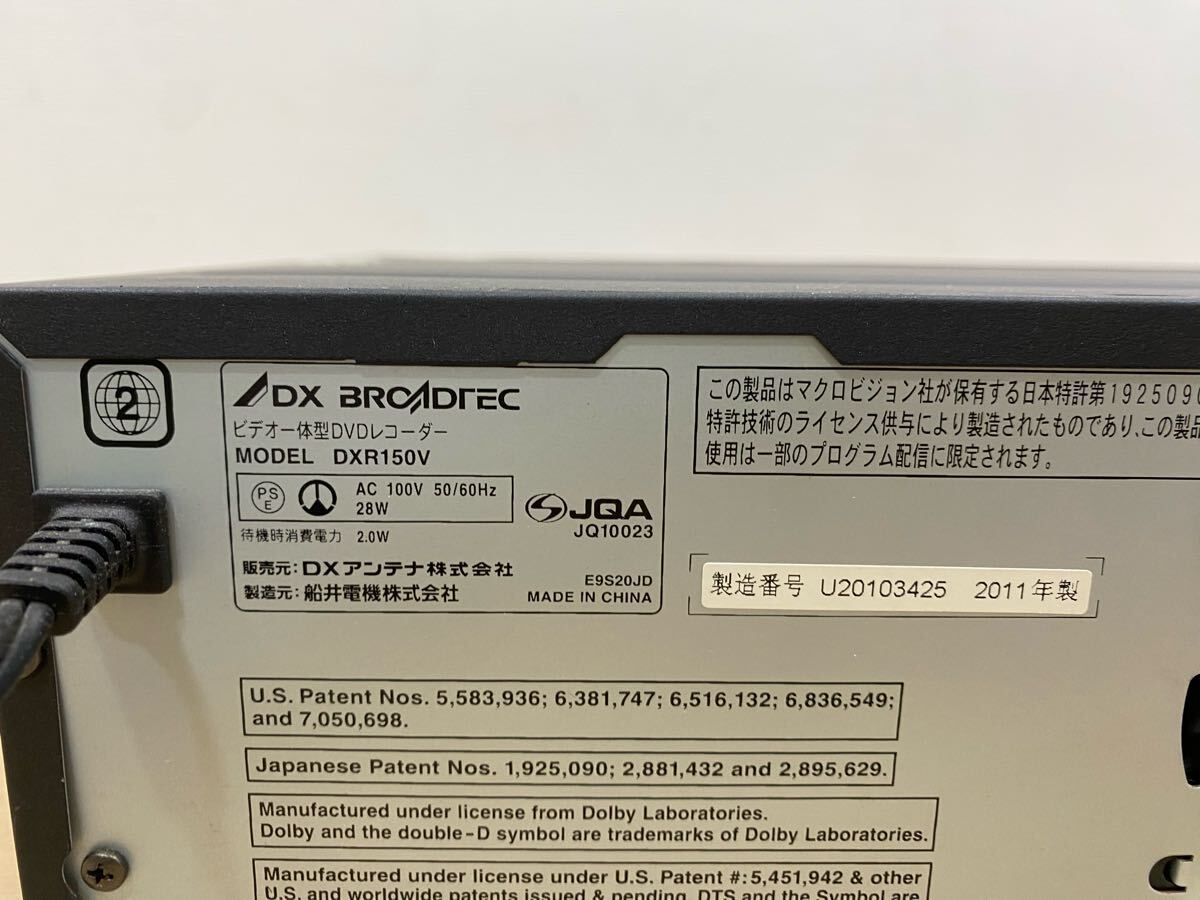 2
DX BROADTEC
ビデオ一体型DVDレコーダー
MODEL DXR150V
PS
E
AC 100V 50/60Hz
28W
待機時消費電力 2.0W
JQA
JQ10023
販売元:DXアンテナ株式会社
製造元:船井電機株式会社
E9S20JD
MADE IN CHINA
この製品はマクロビジョン社が保有する日本特許第192509
特許技術のライセンス供与により製造されたものであり、この製品
使用は一部のプログラム配信に限定されます。
製造番号 U20103425 2011年製
U.S. Patent Nos. 5,583,936; 6,381,747; 6,516,132; 6,836,549;
and 7,050,698.
Japanese Patent Nos. 1,925,090; 2,881,432 and 2,895,629.
Manufactured under license from Dolby Laboratories.
Dolby and the double-D symbol are trademarks of Dolby Laboratories.
Manufactured under license under U.S. Patent #:5,451,942 & other
U.S. and worldwide patents issued & pending. DTS and the Symbol are